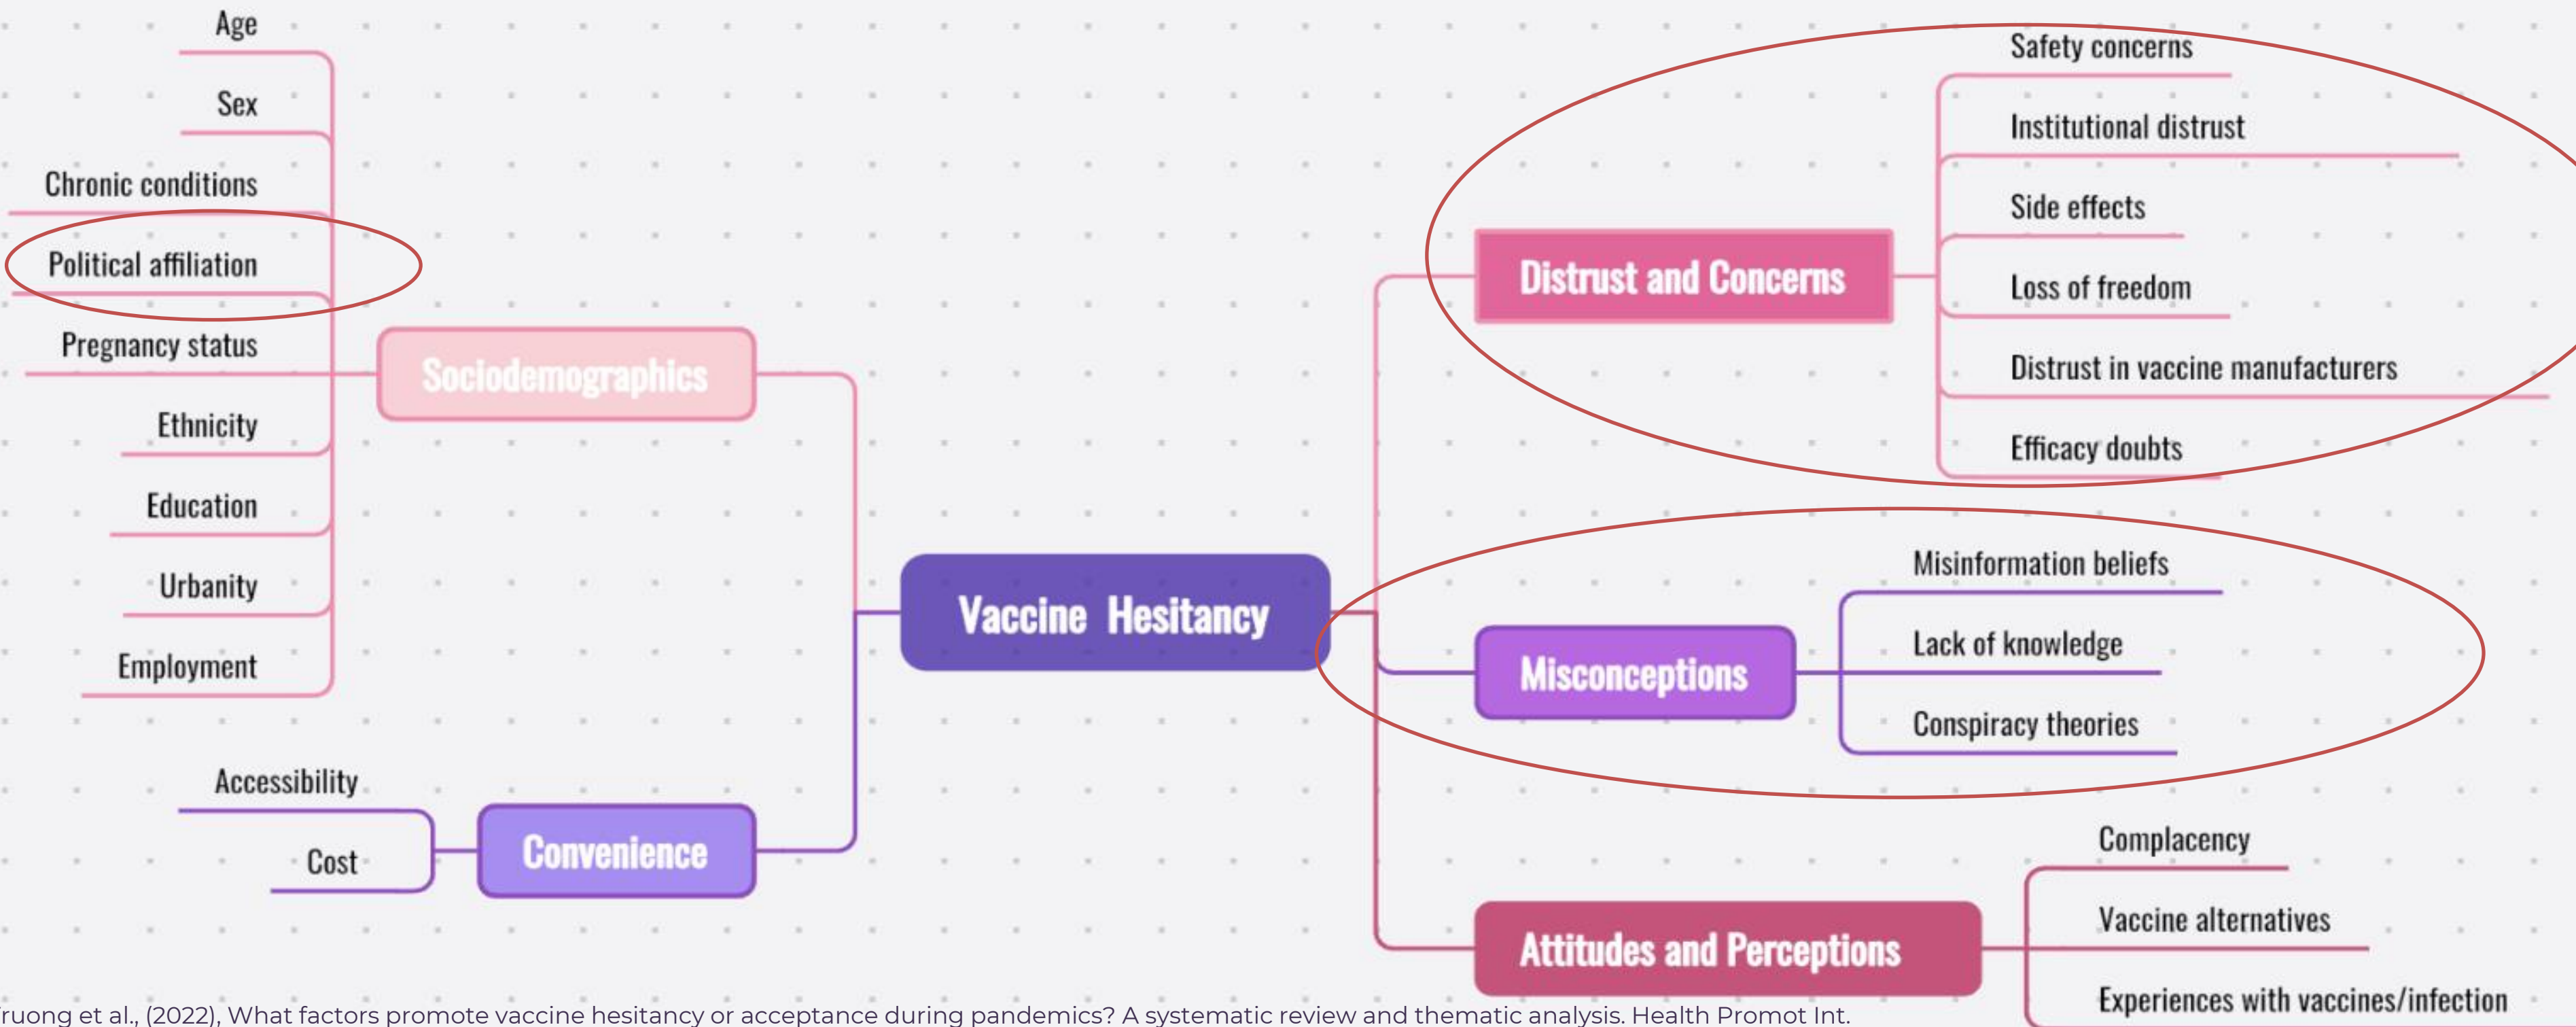 Age
Sex
Chronic conditions
Political affiliation
Pregnancy status
Ethnicity
Education
Urbanity
Employment
Sociodemographics
Accessibility
Cost
Convenience
Vaccine Hesitancy
Distrust and Concerns
Safety concerns
Institutional distrust
Side effects
Loss of freedom
Distrust in vaccine manufacturers
Efficacy doubts
Misconceptions
Misinformation beliefs
Lack of knowledge
Conspiracy theories
Attitudes and Perceptions
Complacency
Vaccine alternatives
Experiences with vaccines/infection
ruong et al., (2022), What factors promote vaccine hesitancy or acceptance during pandemics? A systematic review and thematic analysis. Health Promot Int.